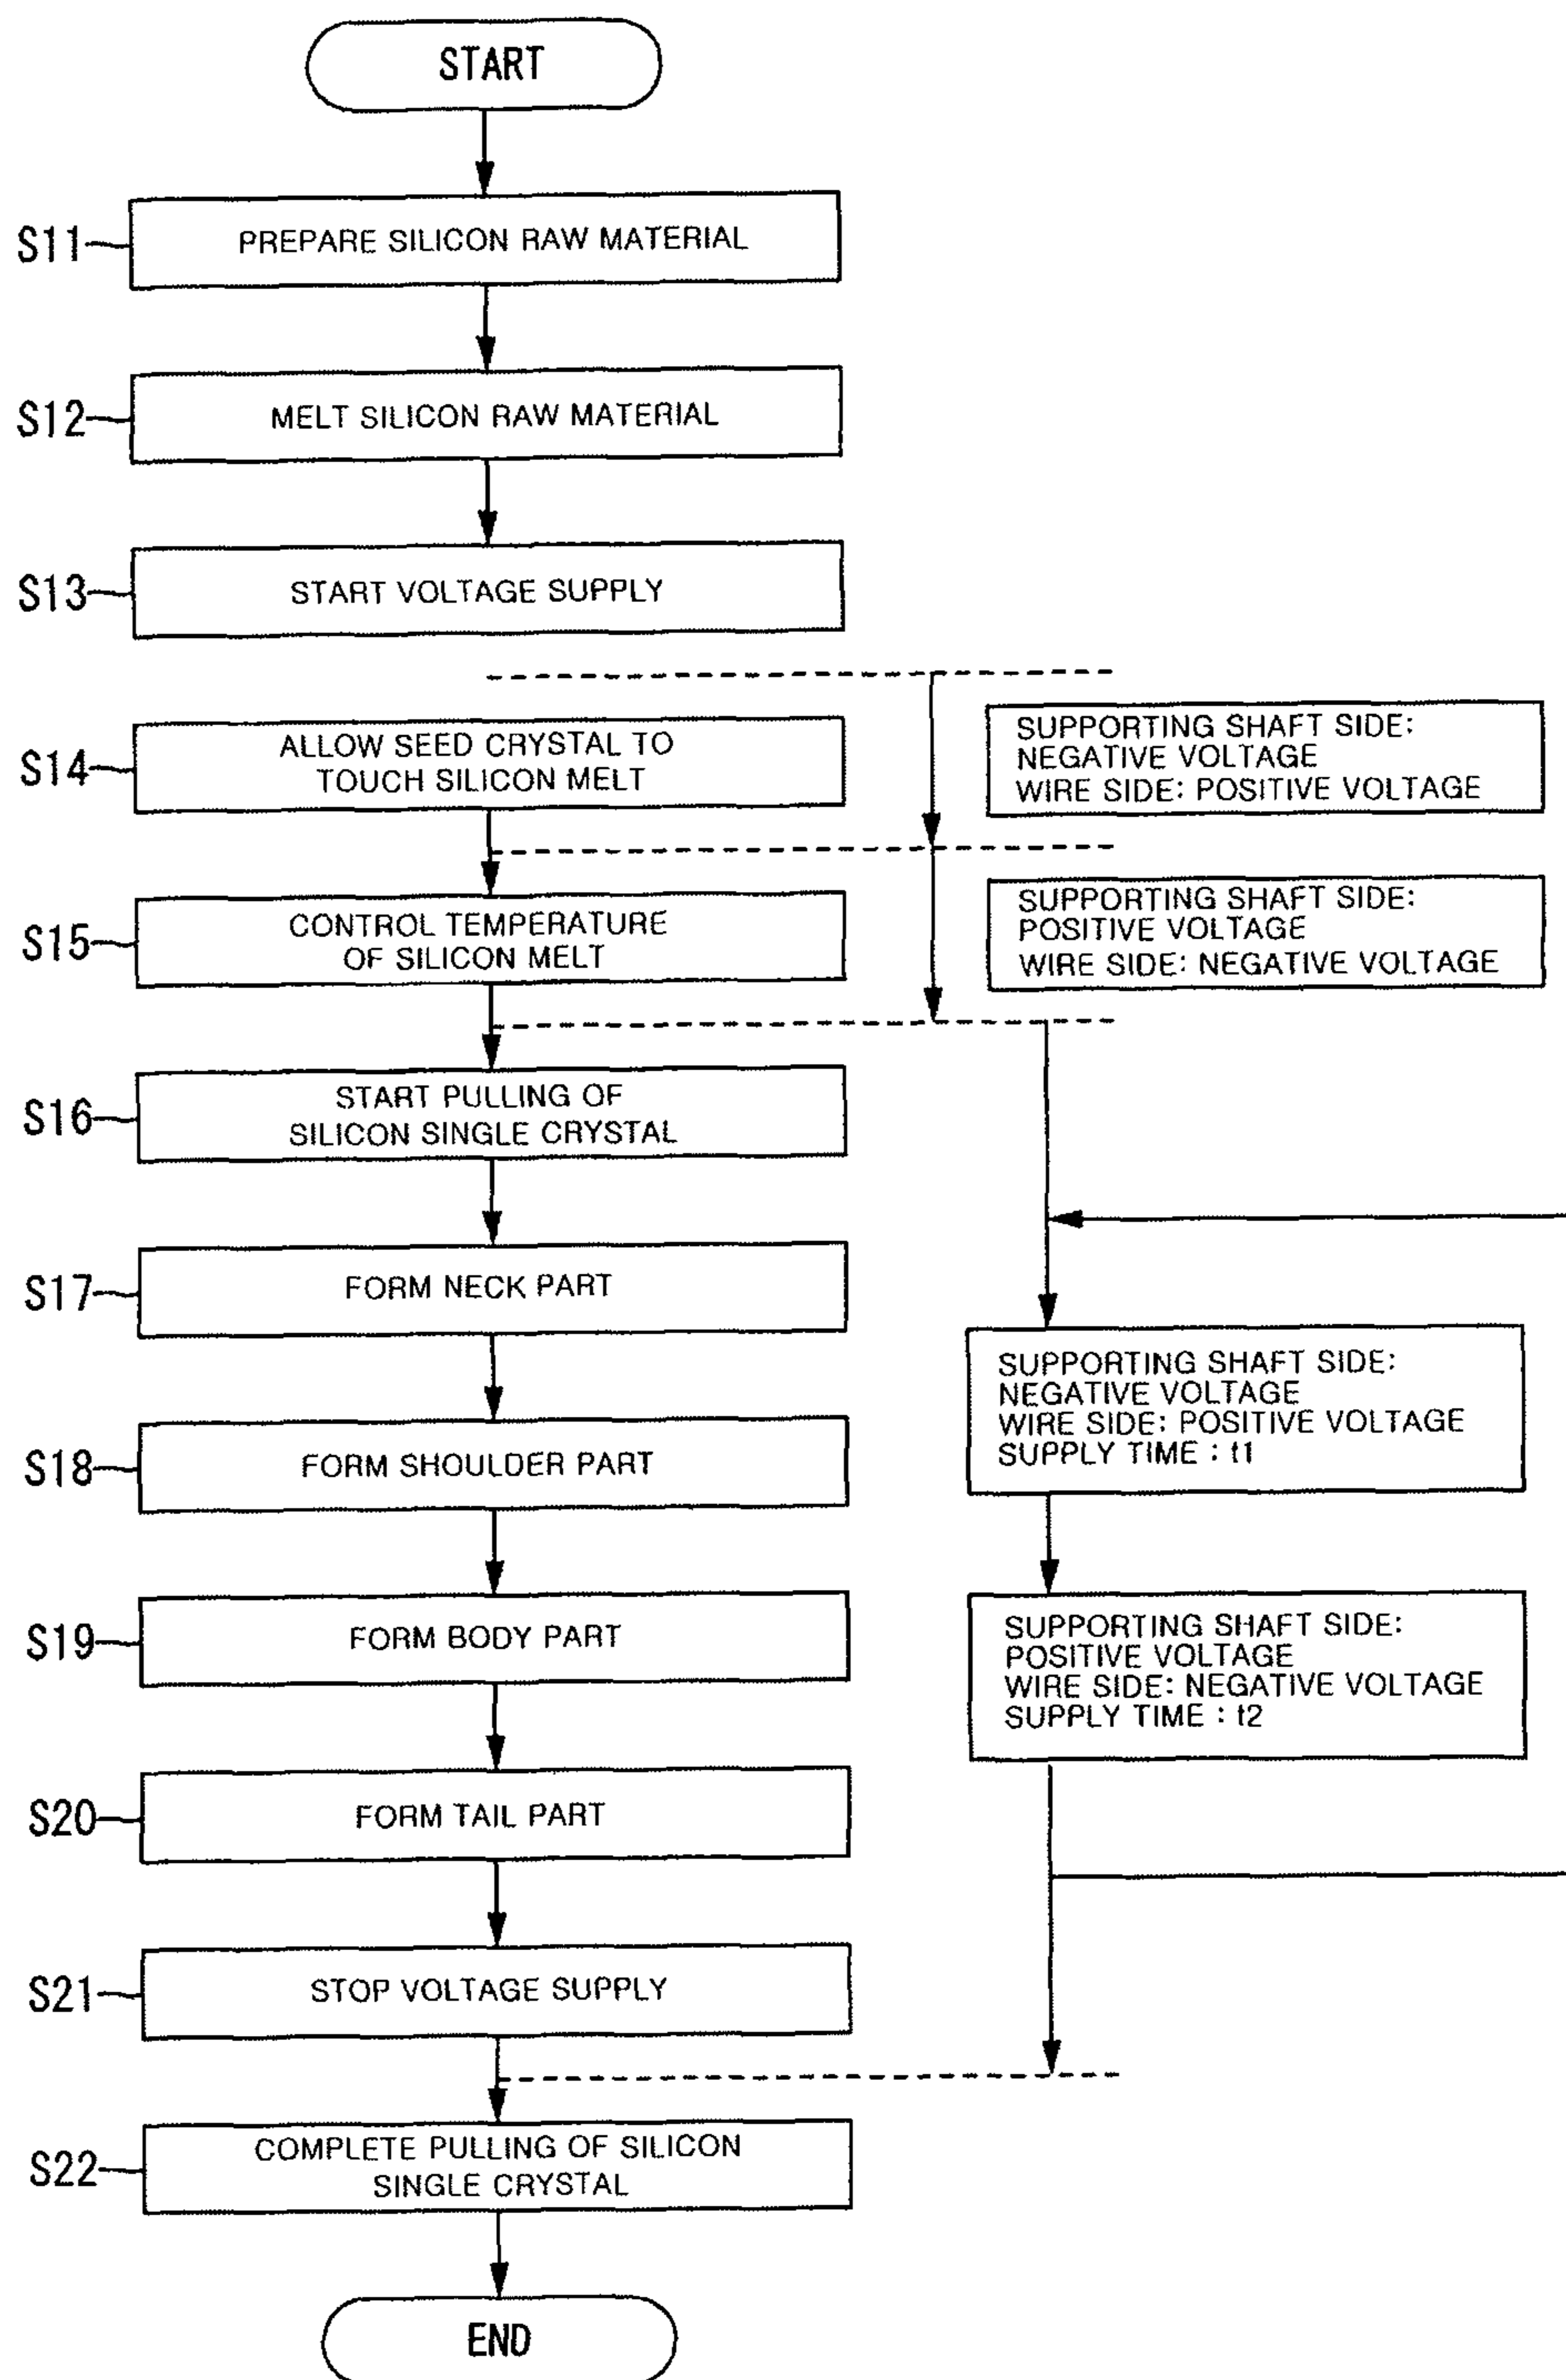 START
S11
PREPARE SILICON RAW MATERIAL
S12
MELT SILICON RAW MATERIAL
S13
START VOLTAGE SUPPLY
S14
ALLOW SEED CRYSTAL TO
TOUCH SILICON MELT
SUPPORTING SHAFT SIDE:
NEGATIVE VOLTAGE
WIRE SIDE: POSITIVE VOLTAGE
S15
CONTROL TEMPERATURE
OF SILICON MELT
SUPPORTING SHAFT SIDE:
POSITIVE VOLTAGE
WIRE SIDE: NEGATIVE VOLTAGE
S16
START PULLING OF
SILICON SINGLE CRYSTAL
S17
FORM NECK PART
SUPPORTING SHAFT SIDE:
NEGATIVE VOLTAGE
WIRE SIDE: POSITIVE VOLTAGE
SUPPLY TIME : t1
S18
FORM SHOULDER PART
S19
FORM BODY PART
SUPPORTING SHAFT SIDE:
POSITIVE VOLTAGE
WIRE SIDE: NEGATIVE VOLTAGE
SUPPLY TIME : t2
S20
FORM TAIL PART
S21
STOP VOLTAGE SUPPLY
S22
COMPLETE PULLING OF SILICON
SINGLE CRYSTAL
END